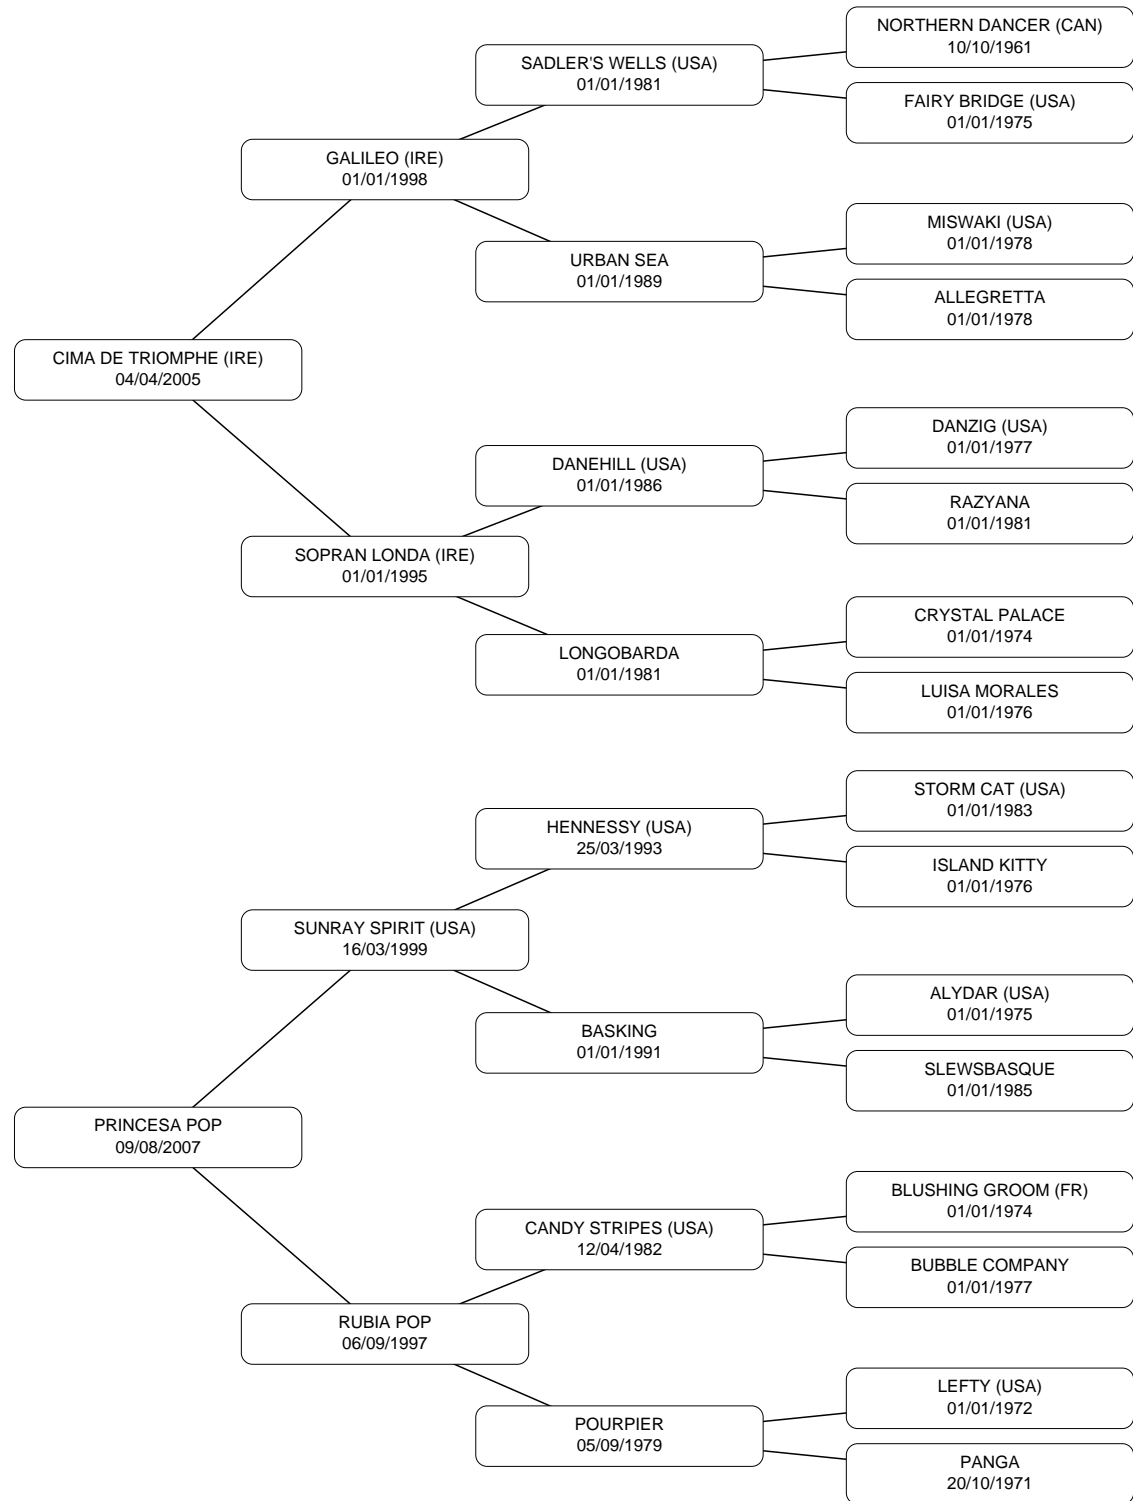 NORTHERN DANCER (CAN)
10/10/1961
SADLER'S WELLS (USA)
01/01/1981
FAIRY BRIDGE (USA)
01/01/1975
GALILEO (IRE)
01/01/1998
MISWAKI (USA)
01/01/1978
URBAN SEA
01/01/1989
ALLEGRETTA
01/01/1978
CIMA DE TRIOMPHE (IRE)
04/04/2005
DANZIG (USA)
01/01/1977
DANEHILL (USA)
01/01/1986
RAZYANA
01/01/1981
SOPRAN LONDA (IRE)
01/01/1995
CRYSTAL PALACE
01/01/1974
LONGOBARDA
01/01/1981
LUISA MORALES
01/01/1976
STORM CAT (USA)
01/01/1983
HENNESSY (USA)
25/03/1993
ISLAND KITTY
01/01/1976
SUNRAY SPIRIT (USA)
16/03/1999
ALYDAR (USA)
01/01/1975
BASKING
01/01/1991
SLEWSBASQUE
01/01/1985
PRINCESA POP
09/08/2007
BLUSHING GROOM (FR)
01/01/1974
CANDY STRIPES (USA)
12/04/1982
BUBBLE COMPANY
01/01/1977
RUBIA POP
06/09/1997
LEFTY (USA)
01/01/1972
POURPIER
05/09/1979
PANGA
20/10/1971